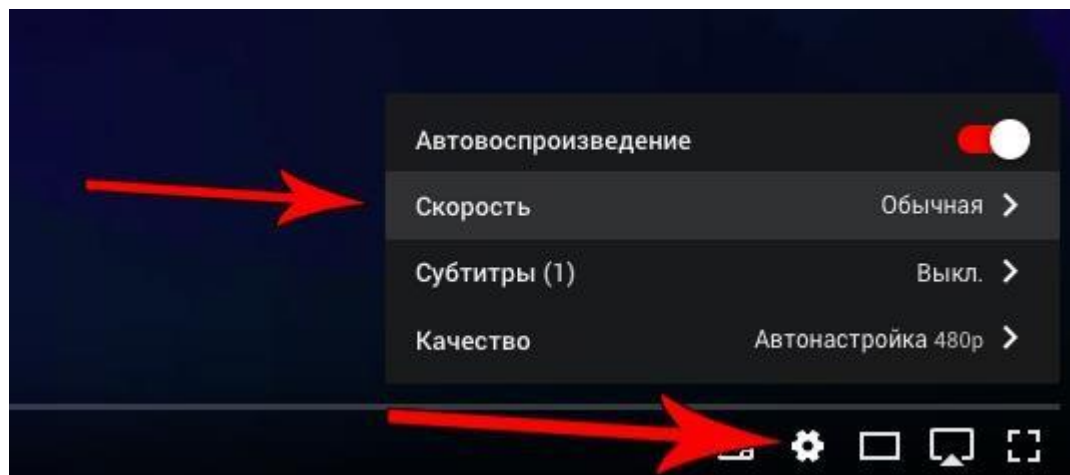 Автовоспроизведение
Скорость Обычная
Субтитры (1) Выкл.
Качество Автонастройка 480p